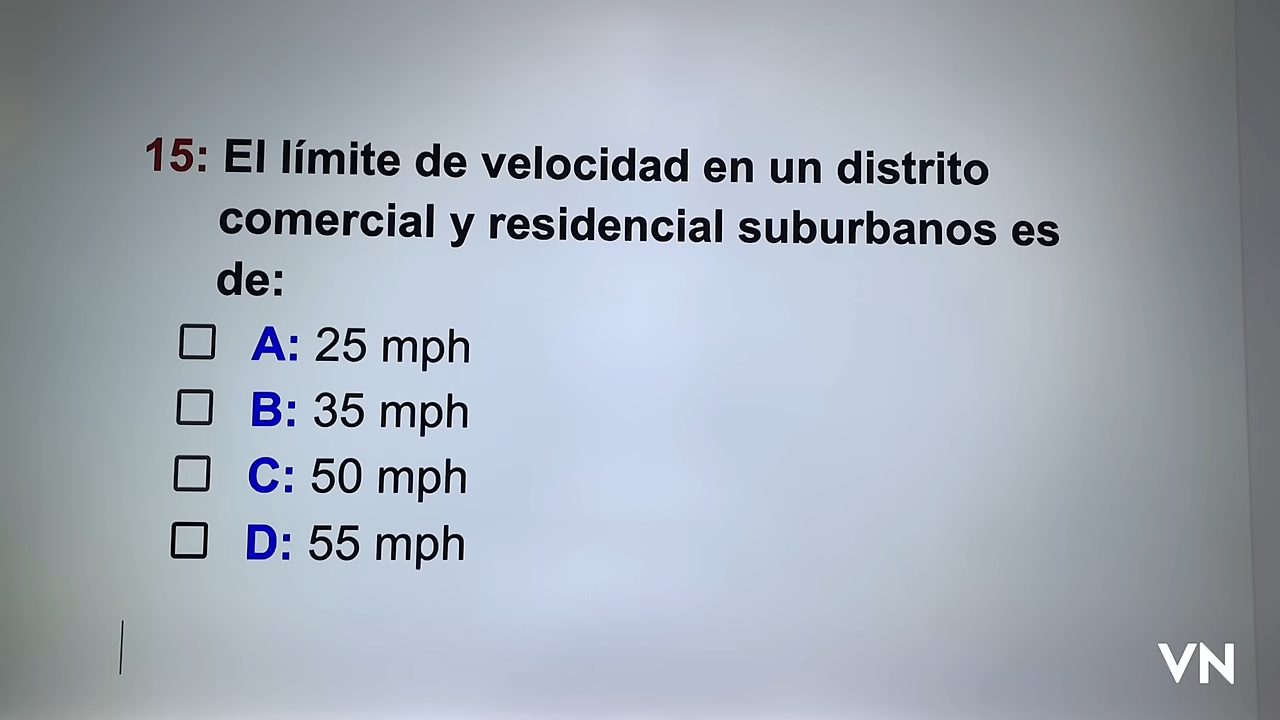 15: El límite de velocidad en un distrito
comercial y residencial suburbanos es
de:
A: 25 mph
B: 35 mph
C: 50 mph
D: 55 mph
VN